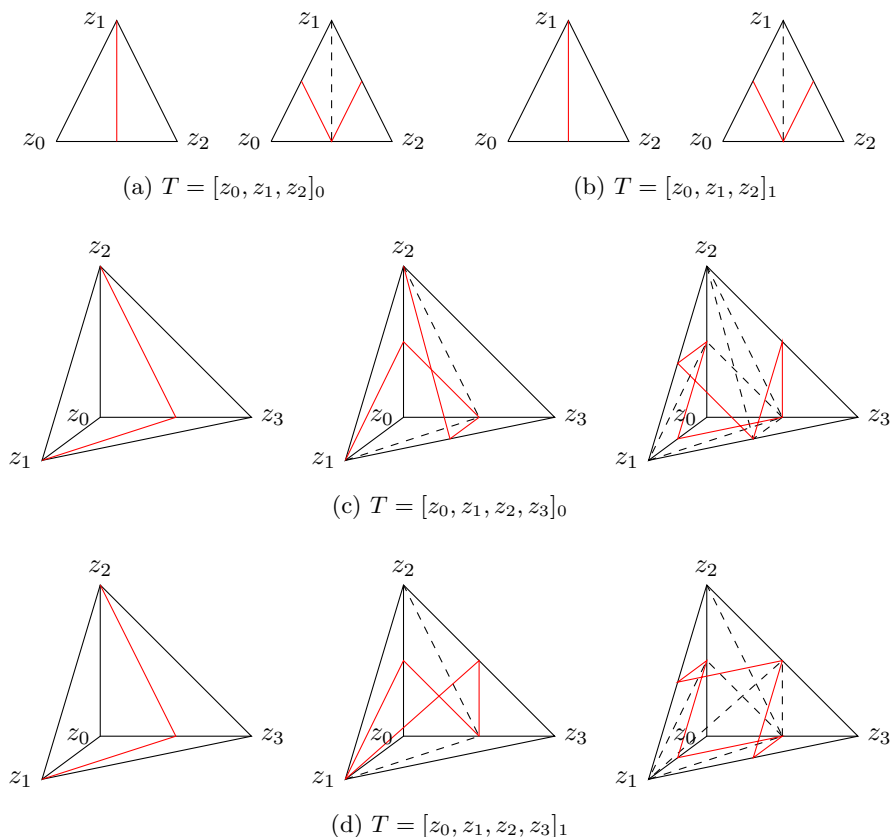 z₁ z₁ z₁ z₁
z₀ z₂ z₀ z₂ z₀ z₂ z₀ z₂
(a) T = [z₀, z₁, z₂]₀ (b) T = [z₀, z₁, z₂]₁
z₂ z₂ z₂
z₀ z₃ z₀ z₃ z₀ z₃
z₁ z₁ z₁
(c) T = [z₀, z₁, z₂, z₃]₀
z₂ z₂ z₂
z₀ z₃ z₀ z₃ z₀ z₃
z₁ z₁ z₁
(d) T = [z₀, z₁, z₂, z₃]₁